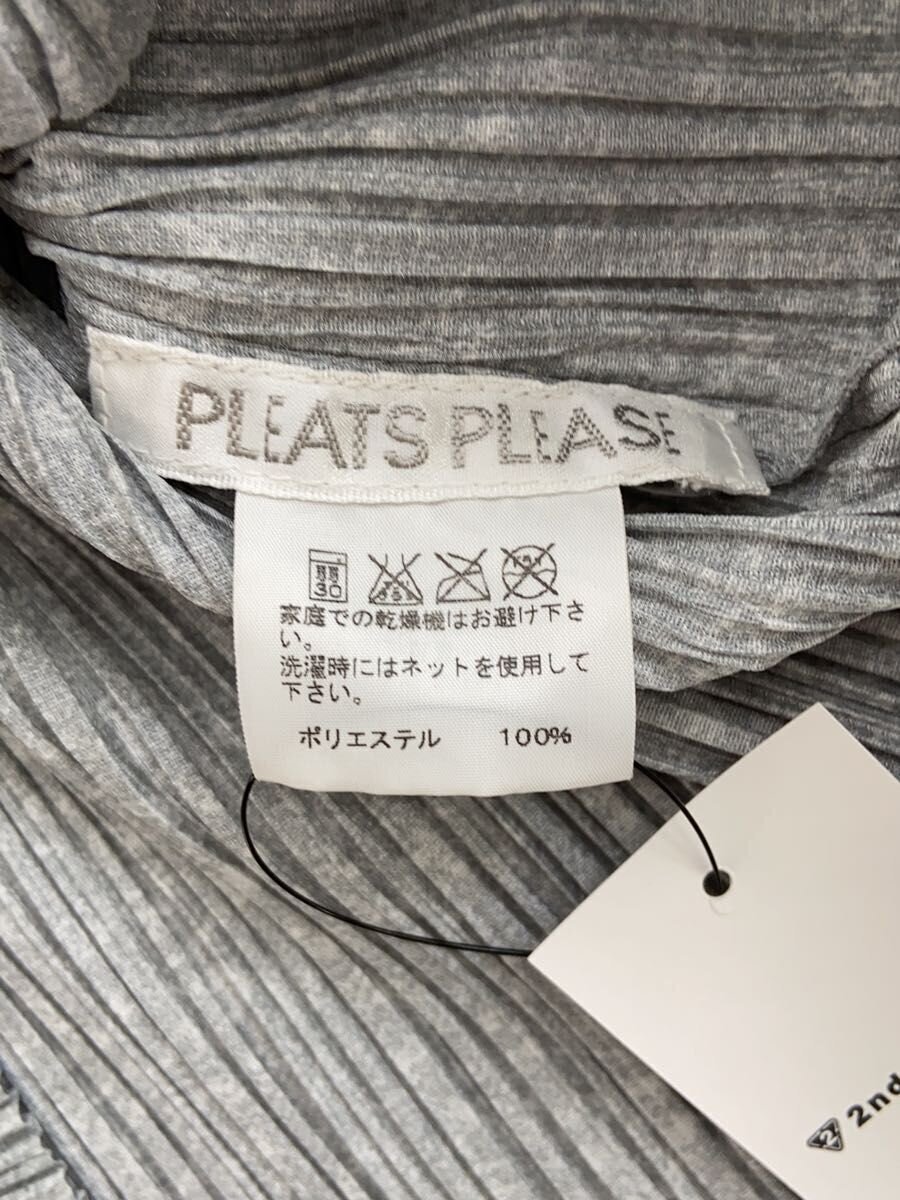 PLEATS PLEASE
弱 30
家庭での乾燥機はお避け下さ
い。
洗濯時にはネットを使用して
下さい。
ポリエステル 100%
2nd